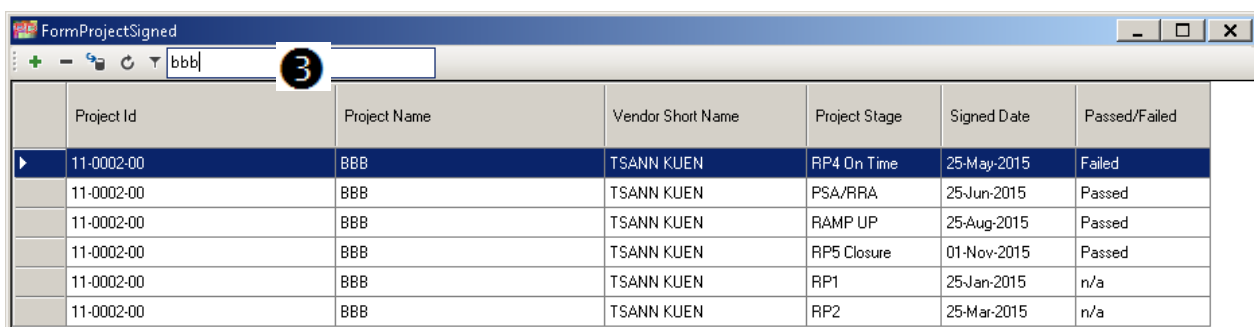 FormProjectSigned
bbb
3
Project Id Project Name Vendor Short Name Project Stage Signed Date Passed/Failed
11-0002-00 BBB TSANN KUEN RP4 On Time 25-May-2015 Failed
11-0002-00 BBB TSANN KUEN PSA/RRA 25-Jun-2015 Passed
11-0002-00 BBB TSANN KUEN RAMP UP 25-Aug-2015 Passed
11-0002-00 BBB TSANN KUEN RP5 Closure 01-Nov-2015 Passed
11-0002-00 BBB TSANN KUEN RP1 25-Jan-2015 n/a
11-0002-00 BBB TSANN KUEN RP2 25-Mar-2015 n/a